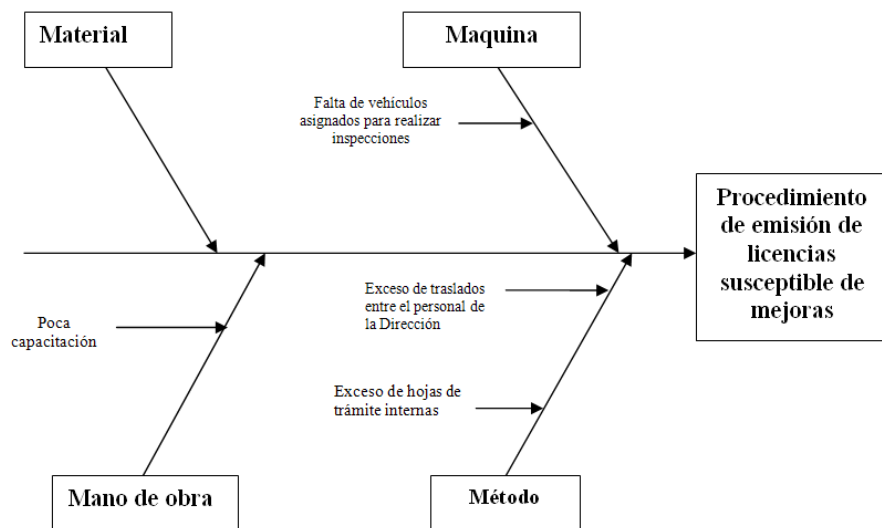 Material
Maquina
Falta de vehículos
asignados para realizar
inspecciones
Procedimiento
de emisión de
licencias
susceptible de
mejoras
Exceso de traslados
entre el personal de
la Dirección
Poca
capacitación
Exceso de hojas de
trámite internas
Mano de obra
Método